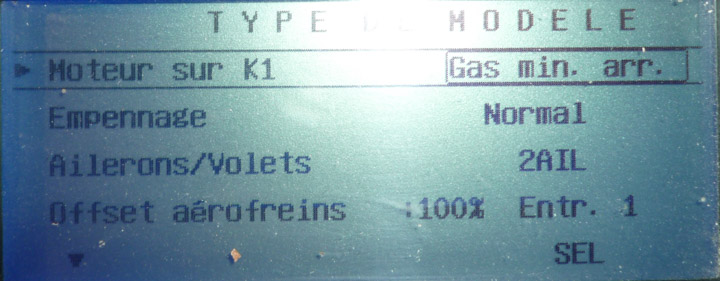 TYPE DE MODELE
► Moteur sur K1 Gas min. arr.
Empennage Normal
Ailerons/Volets 2AIL
Offset aérofreins :100% Entr. 1
▼ SEL